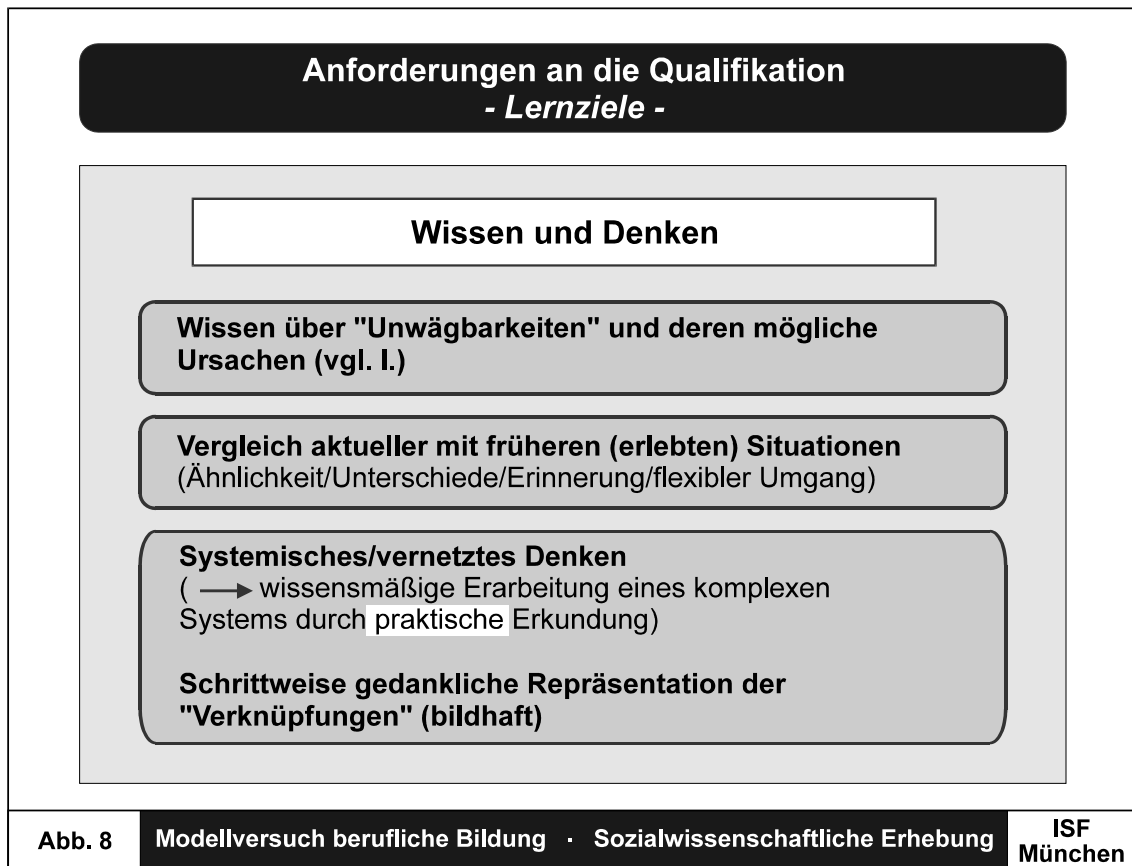 Anforderungen an die Qualifikation
- Lernziele -
Wissen und Denken
Wissen über "Unwägbarkeiten" und deren mögliche
Ursachen (vgl. I.)
Vergleich aktueller mit früheren (erlebten) Situationen
(Ähnlichkeit/Unterschiede/Erinnerung/flexibler Umgang)
Systemisches/vernetztes Denken
( → wissensmäßige Erarbeitung eines komplexen
Systems durch praktische Erkundung)
Schrittweise gedankliche Repräsentation der
"Verknüpfungen" (bildhaft)
Abb. 8 Modellversuch berufliche Bildung · Sozialwissenschaftliche Erhebung ISF
München